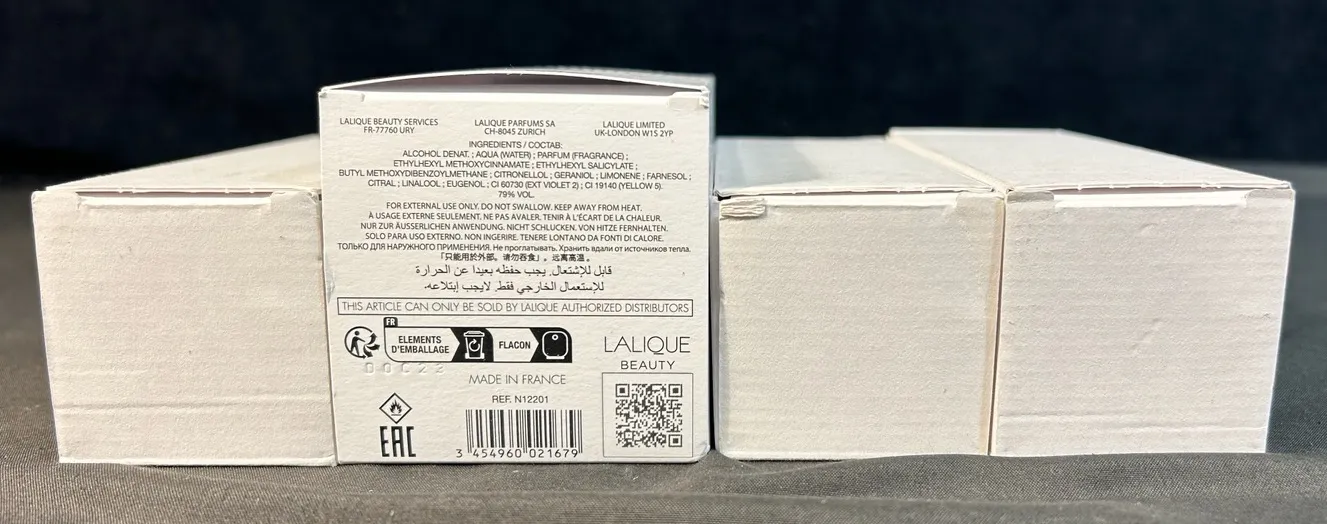 LALIQUE BEAUTY SERVICES
FR-77760 URY
LALIQUE PARFUMS SA
CH-8045 ZURICH
LALIQUE LIMITED
UK-LONDON W1S 2YP
INGREDIENTS / COCTAB:
ALCOHOL DENAT. ; AQUA (WATER) ; PARFUM (FRAGRANCE) ;
ETHYLHEXYL METHOXYCINNAMATE ; ETHYLHEXYL SALICYLATE ;
BUTYL METHOXYDIBENZOYLMETHANE ; CITRONELLOL ; GERANIOL ; LIMONENE ; FARNESOL ;
CITRAL ; LINALOOL ; EUGENOL ; CI 60730 (EXT VIOLET 2) ; CI 19140 (YELLOW 5).
79% VOL.
FOR EXTERNAL USE ONLY. DO NOT SWALLOW. KEEP AWAY FROM HEAT.
À USAGE EXTERNE SEULEMENT. NE PAS AVALER. TENIR À L'ÉCART DE LA CHALEUR.
NUR ZUR ÄUSSERLICHEN ANWENDUNG. NICHT SCHLUCKEN. VON HITZE FERNHALTEN.
SOLO PARA USO EXTERNO. NON INGERIRE. TENERE LONTANO DA FONTI DI CALORE.
ТОЛЬКО ДЛЯ НАРУЖНОГО ПРИМЕНЕНИЯ. Не проглатывать. Хранить вдали от источников тепла.
「只能用於外部。请勿吞食」。远离高温。
قابل للإشتعال. يجب حفظه بعيدا عن الحرارة
للإستعمال الخارجي فقط. لايجب إبتلاعه.
THIS ARTICLE CAN ONLY BE SOLD BY LALIQUE AUTHORIZED DISTRIBUTORS
FR
ELEMENTS
D'EMBALLAGE
FLACON
LALIQUE
BEAUTY
MADE IN FRANCE
REF. N12201
EAC
3 454960 021679